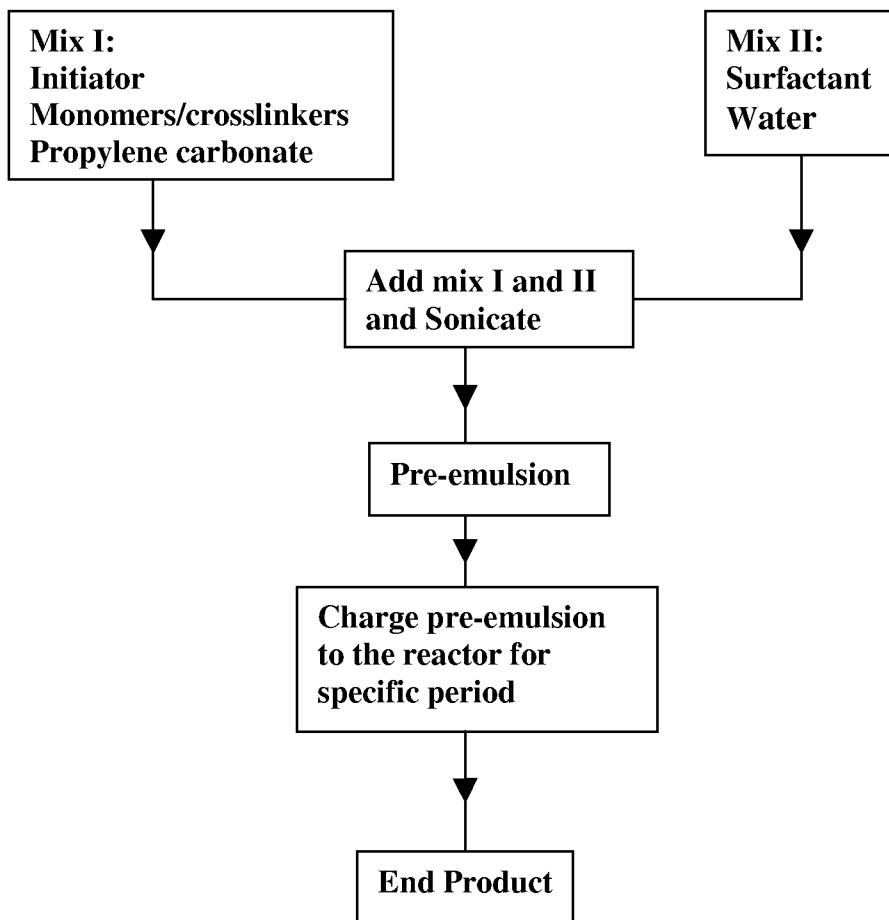 Mix I:
Initiator
Monomers/crosslinkers
Propylene carbonate
Mix II:
Surfactant
Water
Add mix I and II
and Sonicate
Pre-emulsion
Charge pre-emulsion
to the reactor for
specific period
End Product